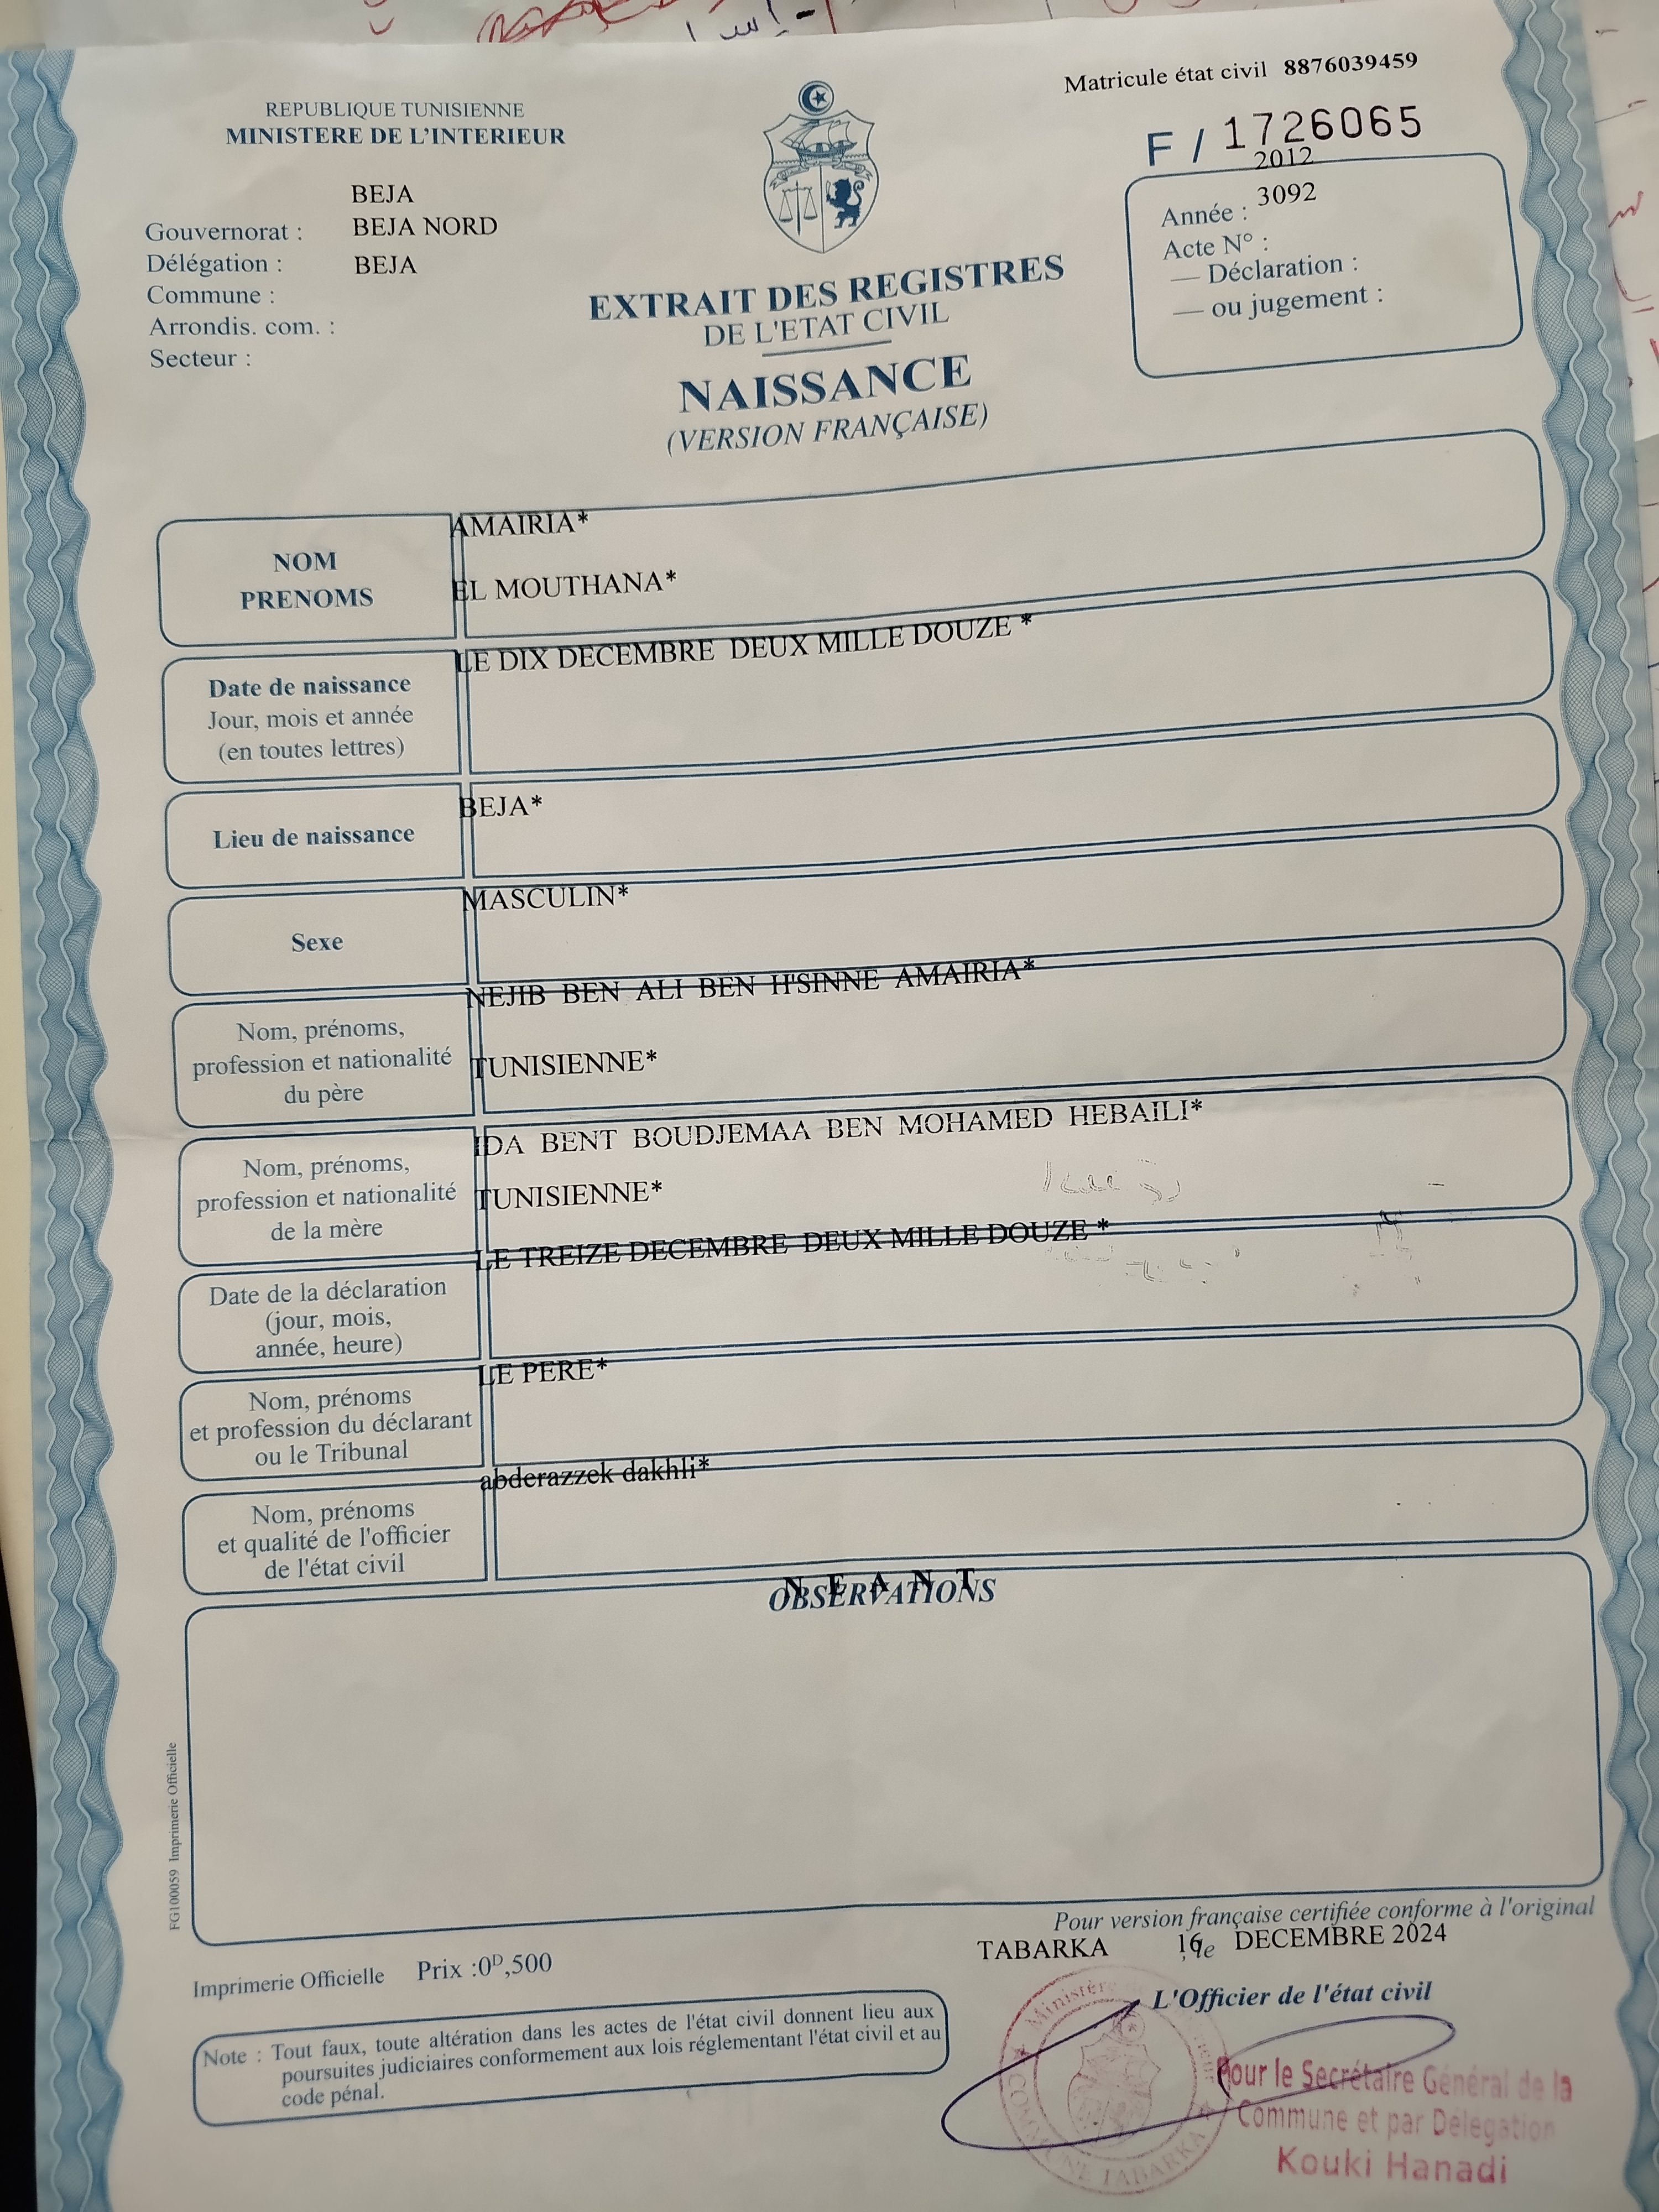 Matricule état civil 8876039459
REPUBLIQUE TUNISIENNE
MINISTERE DE L'INTERIEUR
F / 1726065
2012
Année : 3092
Acte N° :
— Déclaration :
— ou jugement :
BEJA
Gouvernorat : BEJA NORD
Délégation : BEJA
Commune :
Arrondis. com. :
Secteur :
EXTRAIT DES REGISTRES
DE L'ETAT CIVIL
NAISSANCE
(VERSION FRANÇAISE)
NOM
PRENOMS
AMAIRIA*
EL MOUTHANA*
Date de naissance
Jour, mois et année
(en toutes lettres)
LE DIX DECEMBRE DEUX MILLE DOUZE *
Lieu de naissance
BEJA*
Sexe
MASCULIN*
Nom, prénoms,
profession et nationalité
du père
NEJIB BEN ALI BEN H'SINNE AMAIRIA*
TUNISIENNE*
Nom, prénoms,
profession et nationalité
de la mère
IDA BENT BOUDJEMAA BEN MOHAMED HEBAILI*
TUNISIENNE*
Date de la déclaration
(jour, mois,
année, heure)
LE TREIZE DECEMBRE DEUX MILLE DOUZE *
Nom, prénoms
et profession du déclarant
ou le Tribunal
LE PERE*
Nom, prénoms
et qualité de l'officier
de l'état civil
abderazzek dakhli*
N E A N T
OBSERVATIONS
FG100059 Imprimerie Officielle
Pour version française certifiée conforme à l'original
TABARKA 16 le DECEMBRE 2024
Imprimerie Officielle Prix :0ᴰ,500
L'Officier de l'état civil
Note : Tout faux, toute altération dans les actes de l'état civil donnent lieu aux
poursuites judiciaires conformement aux lois réglementant l'état civil et au
code pénal.
Ministère
COMMUNE TABARKA
Pour le Secrétaire Général de la
Commune et par Délégation
Kouki Hanadi